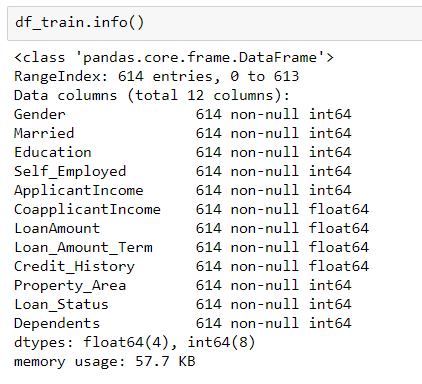 df_train.info()
<class 'pandas.core.frame.DataFrame'>
RangeIndex: 614 entries, 0 to 613
Data columns (total 12 columns):
Gender               614 non-null int64
Married              614 non-null int64
Education            614 non-null int64
Self_Employed        614 non-null int64
ApplicantIncome      614 non-null int64
CoapplicantIncome    614 non-null float64
LoanAmount           614 non-null float64
Loan_Amount_Term     614 non-null float64
Credit_History       614 non-null float64
Property_Area        614 non-null int64
Loan_Status          614 non-null int64
Dependents           614 non-null int64
dtypes: float64(4), int64(8)
memory usage: 57.7 KB